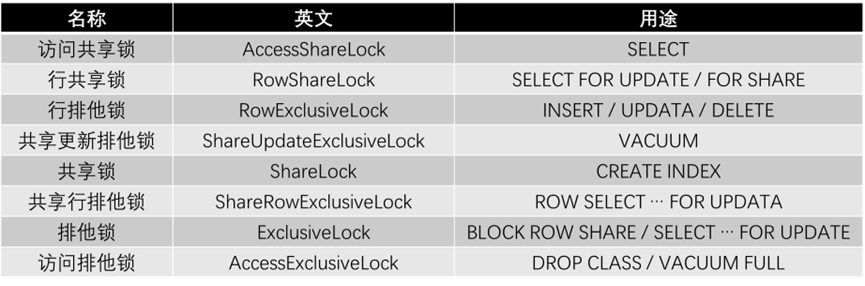 名称 英文 用途
访问共享锁 AccessShareLock SELECT
行共享锁 RowShareLock SELECT FOR UPDATE / FOR SHARE
行排他锁 RowExclusiveLock INSERT / UPDATA / DELETE
共享更新排他锁 ShareUpdateExclusiveLock VACUUM
共享锁 ShareLock CREATE INDEX
共享行排他锁 ShareRowExclusiveLock ROW SELECT ··· FOR UPDATA
排他锁 ExclusiveLock BLOCK ROW SHARE / SELECT ··· FOR UPDATE
访问排他锁 AccessExclusiveLock DROP CLASS / VACUUM FULL